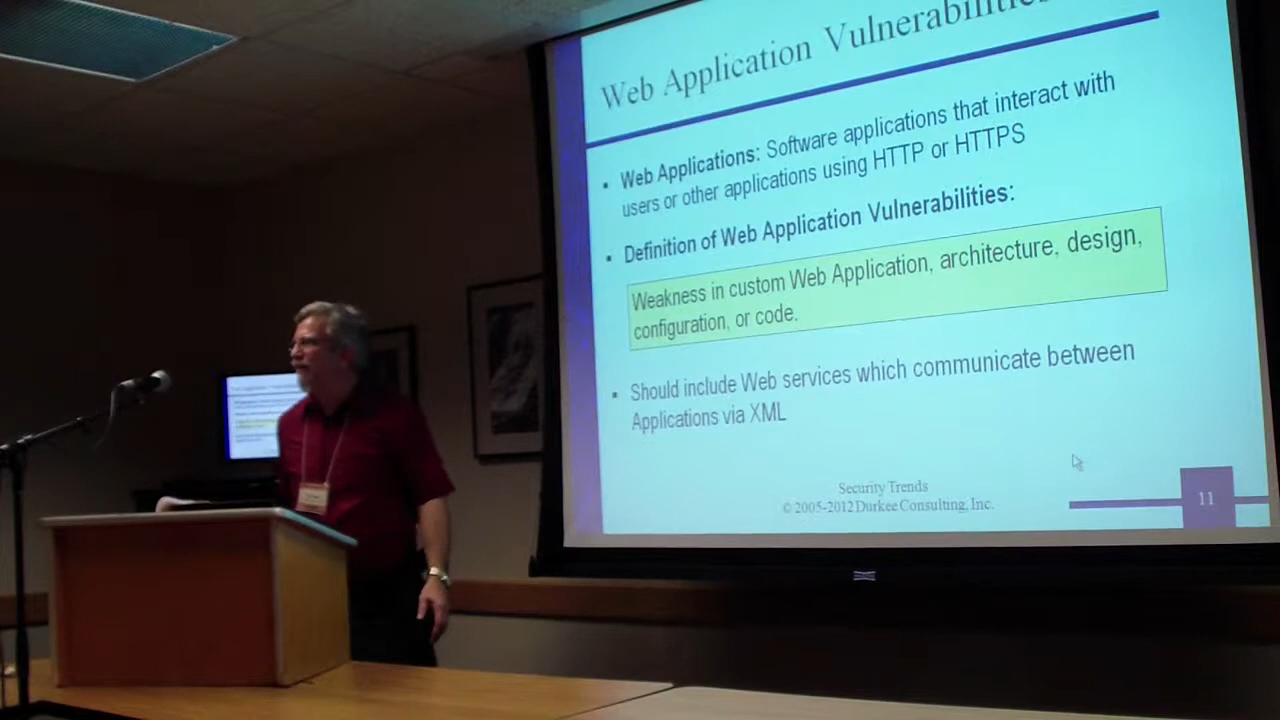 Web Application Vulnerabilities
Web Applications: Software applications that interact with
users or other applications using HTTP or HTTPS
Definition of Web Application Vulnerabilities:
Weakness in custom Web Application, architecture, design,
configuration, or code.
Should include Web services which communicate between
Applications via XML
Security Trends
© 2005-2012 Durkee Consulting, Inc.
11